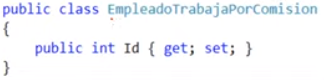 public class EmpleadoTrabajaPorComision
{
public int Id { get; set; }
}